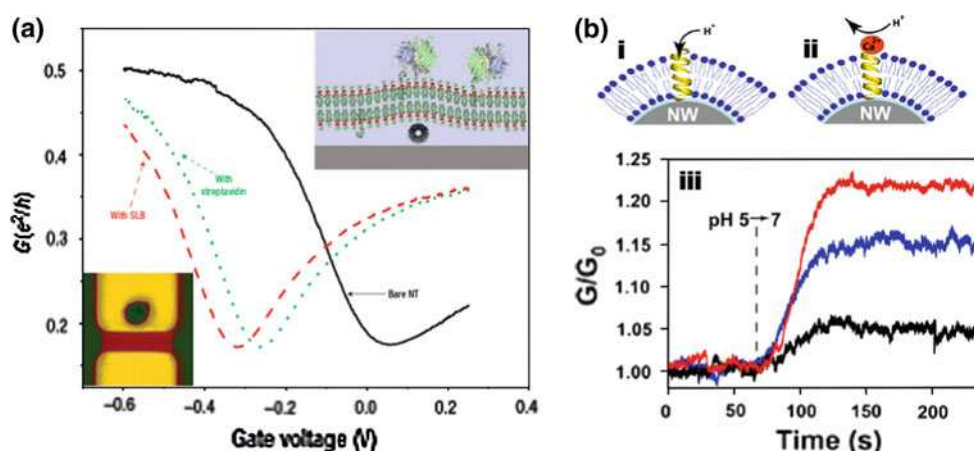 (a)
G(e²/h)
0.5
0.4
0.3
0.2
With
streptavidin
With SLB
Bare NT
−0.6
−0.4
−0.2
0.0
0.2
0.4
Gate voltage (V)
(b)
i
H⁺
NW
ii
H⁺
Ca²⁺
NW
iii
pH 5→7
G/G₀
1.25
1.20
1.15
1.10
1.05
1.00
0
50
100
150
200
Time (s)